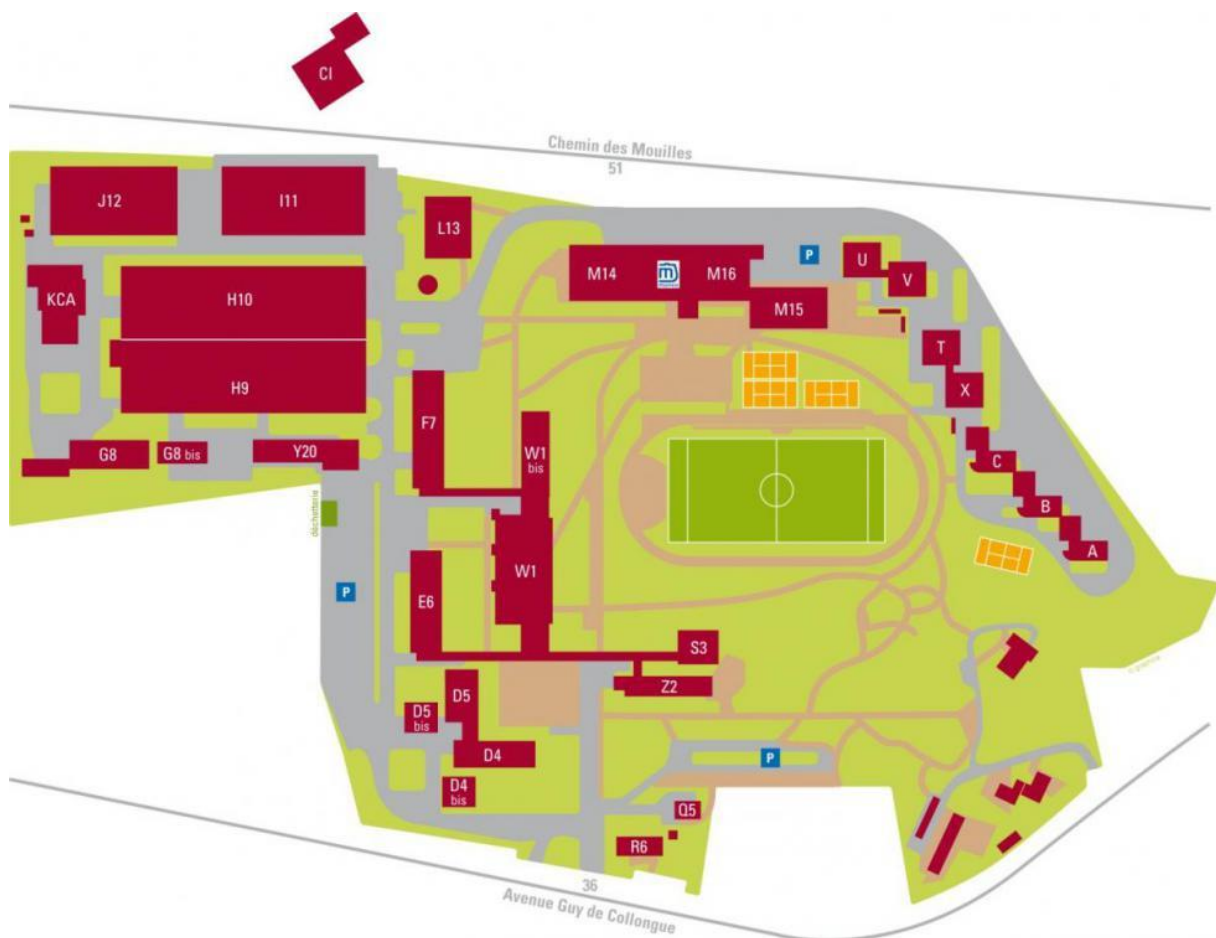 CI
Chemin des Mouilles
51
J12
I11
L13
M14
M16
P
U
V
KCA
H10
M15
T
H9
X
F7
G8
G8 bis
Y20
W1
bis
C
B
A
déchetterie
W1
P
E6
S3
Z2
D5
D5
bis
D4
P
D4
bis
Q5
R6
36
Avenue Guy de Collongue